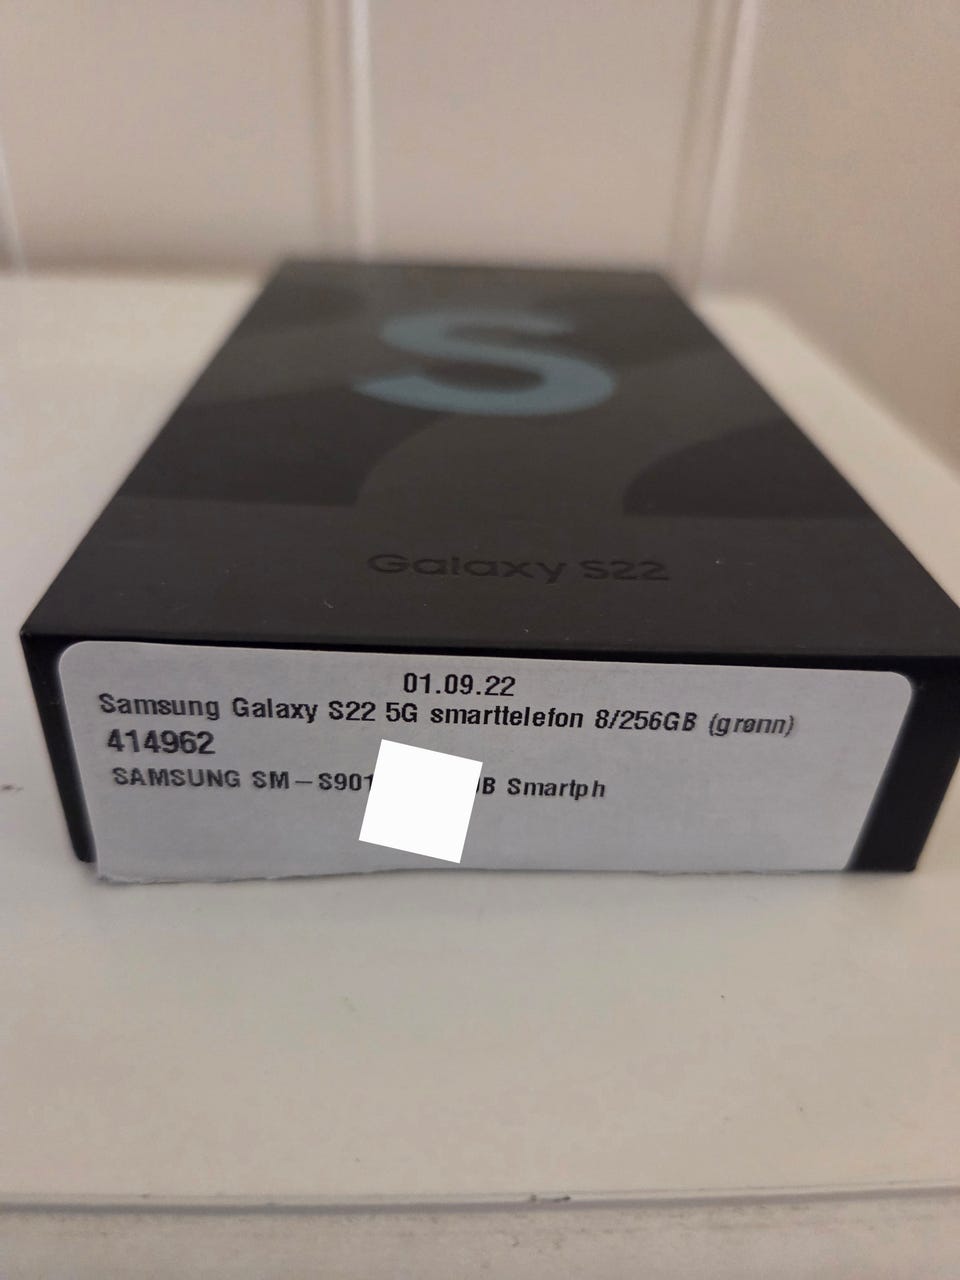 S
Galaxy S22
01.09.22
Samsung Galaxy S22 5G smarttelefon 8/256GB (grønn)
414962
SAMSUNG SM-S901 B Smartph